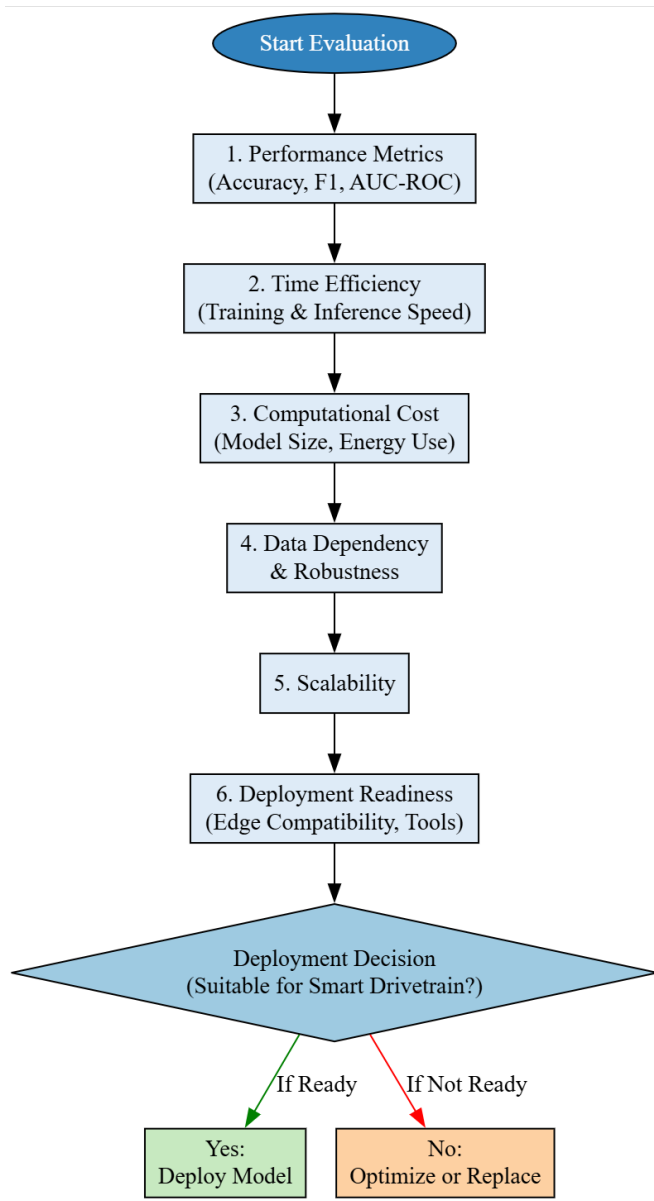 Start Evaluation
1. Performance Metrics
(Accuracy, F1, AUC-ROC)
2. Time Efficiency
(Training & Inference Speed)
3. Computational Cost
(Model Size, Energy Use)
4. Data Dependency
& Robustness
5. Scalability
6. Deployment Readiness
(Edge Compatibility, Tools)
Deployment Decision
(Suitable for Smart Drivetrain?)
If Ready
If Not Ready
Yes:
Deploy Model
No:
Optimize or Replace